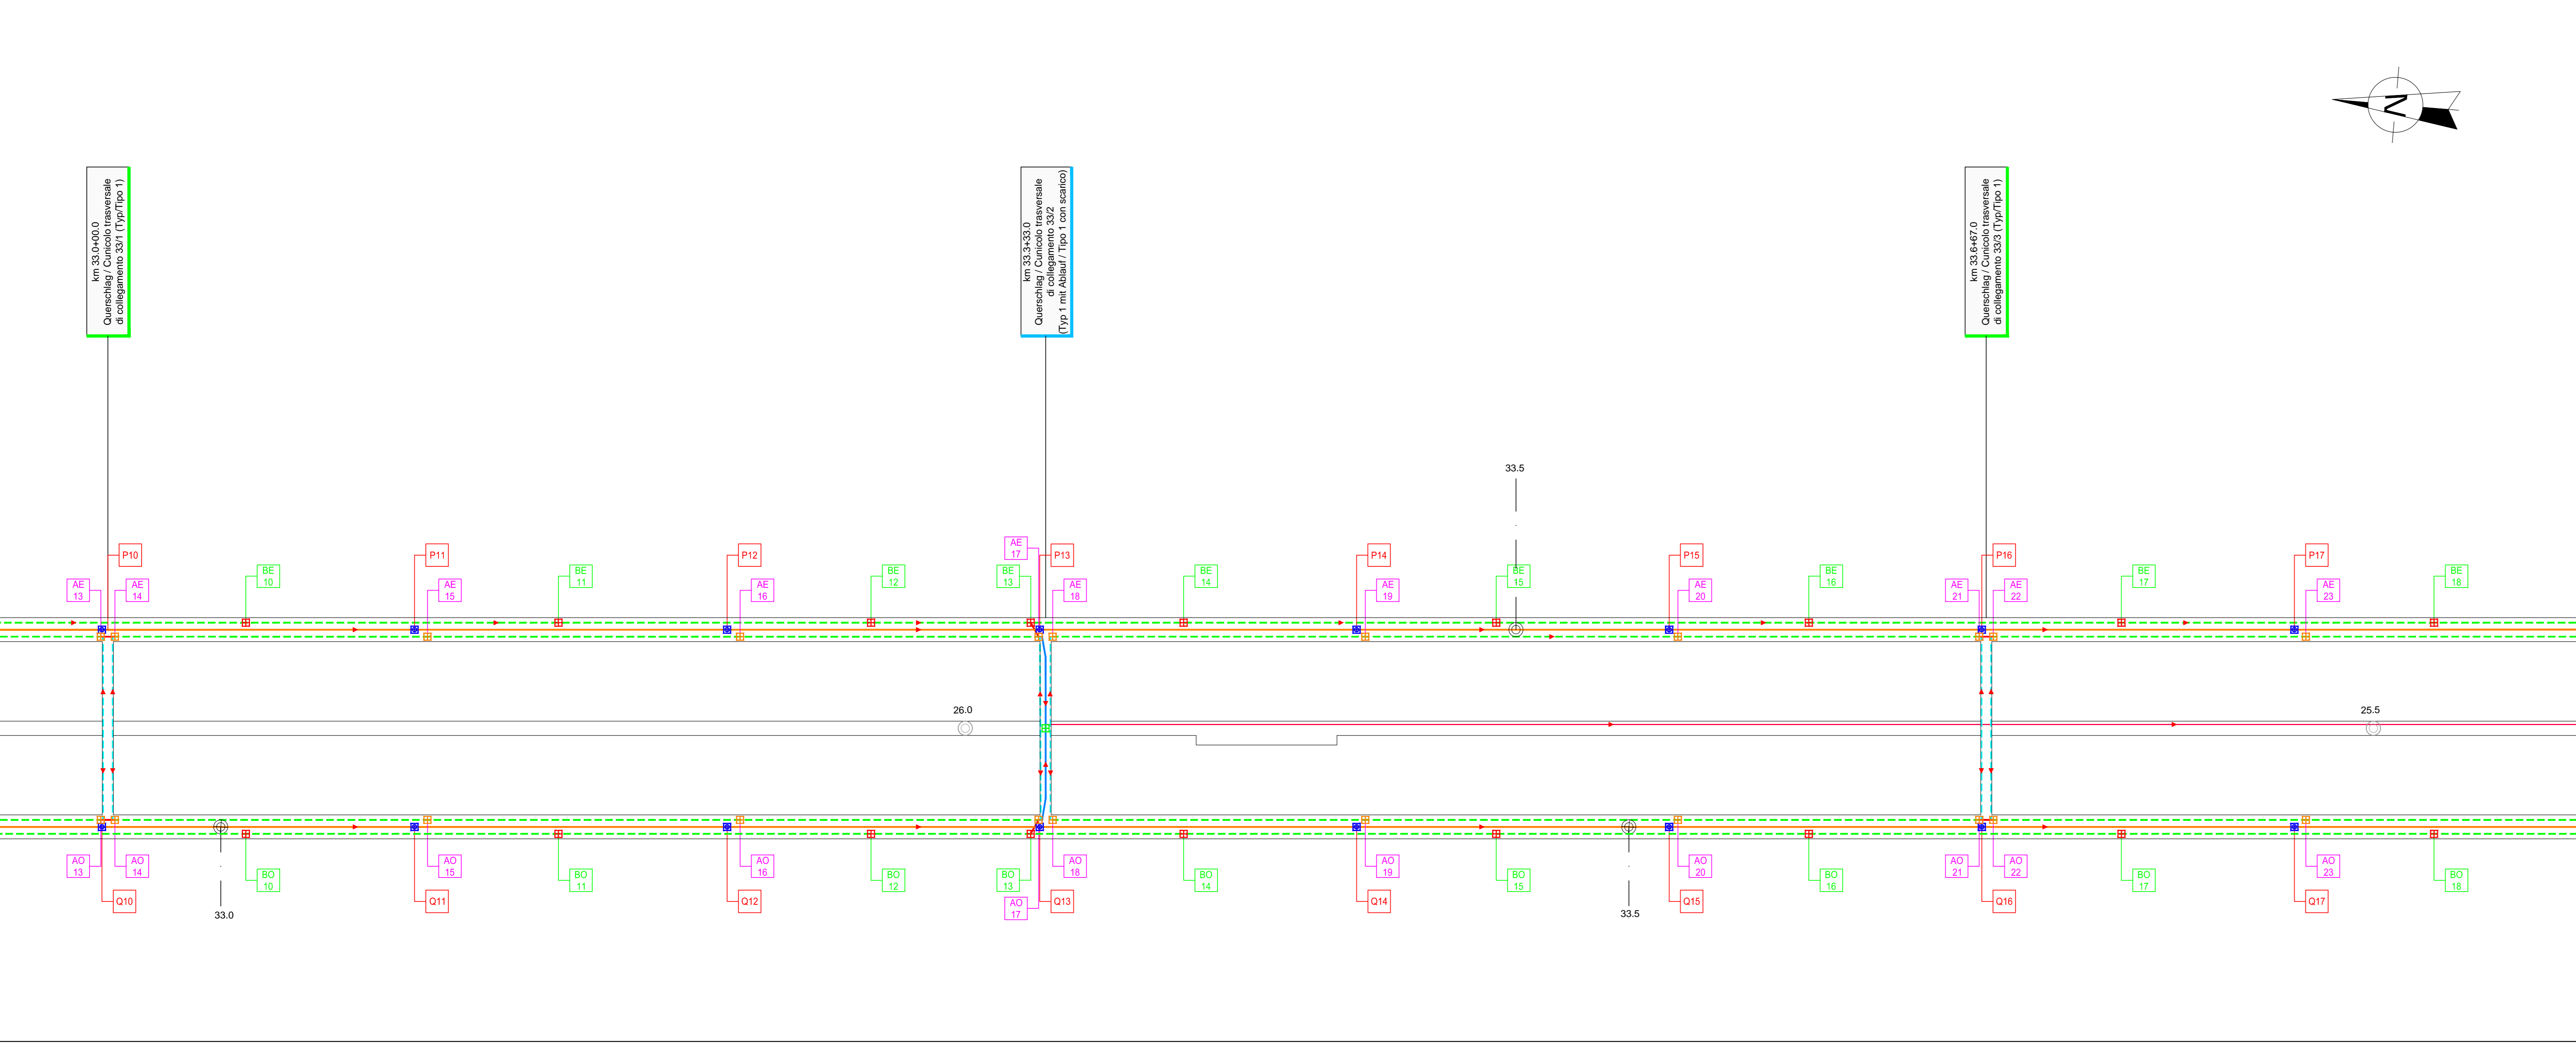 N
km 33.0+00.0
Querschlag / Cunicolo trasversale
di collegamento 33/1 (Typ/Tipo 1)
km 33.3+33.0
Querschlag / Cunicolo trasversale
di collegamento 33/2
(Typ 1 mit Ablauf / Tipo 1 con scarico)
km 33.6+67.0
Querschlag / Cunicolo trasversale
di collegamento 33/3 (Typ/Tipo 1)
33.5
P10
P11
P12
AE
17
P13
P14
P15
P16
P17
BE
10
BE
11
BE
12
BE
13
BE
14
BE
15
BE
16
BE
17
BE
18
AE
13
AE
14
AE
15
AE
16
AE
18
AE
19
AE
20
AE
21
AE
22
AE
23
26.0
25.5
AO
13
AO
14
AO
15
AO
16
AO
18
AO
19
AO
20
AO
21
AO
22
AO
23
BO
10
BO
11
BO
12
BO
13
BO
14
BO
15
BO
16
BO
17
BO
18
Q10
Q11
Q12
AO
17
Q13
Q14
Q15
Q16
Q17
33.0
33.5